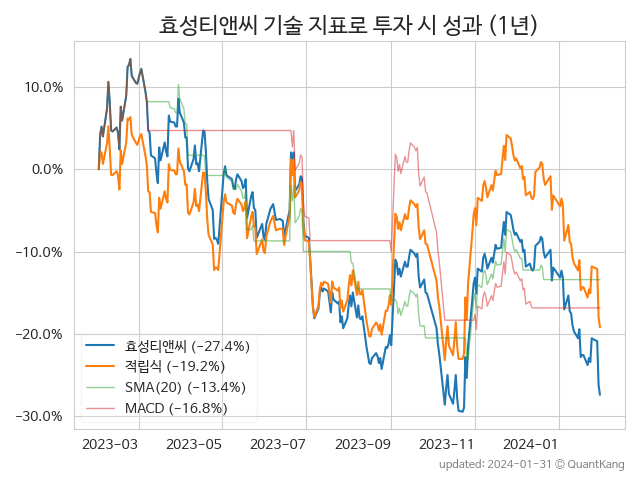 효성티앤씨 기술 지표로 투자 시 성과 (1년)
10.0%
0.0%
−10.0%
−20.0%
−30.0%
효성티앤씨 (−27.4%)
적립식 (−19.2%)
SMA(20) (−13.4%)
MACD (−16.8%)
2023-03 2023-05 2023-07 2023-09 2023-11 2024-01
updated: 2024-01-31 © QuantKang